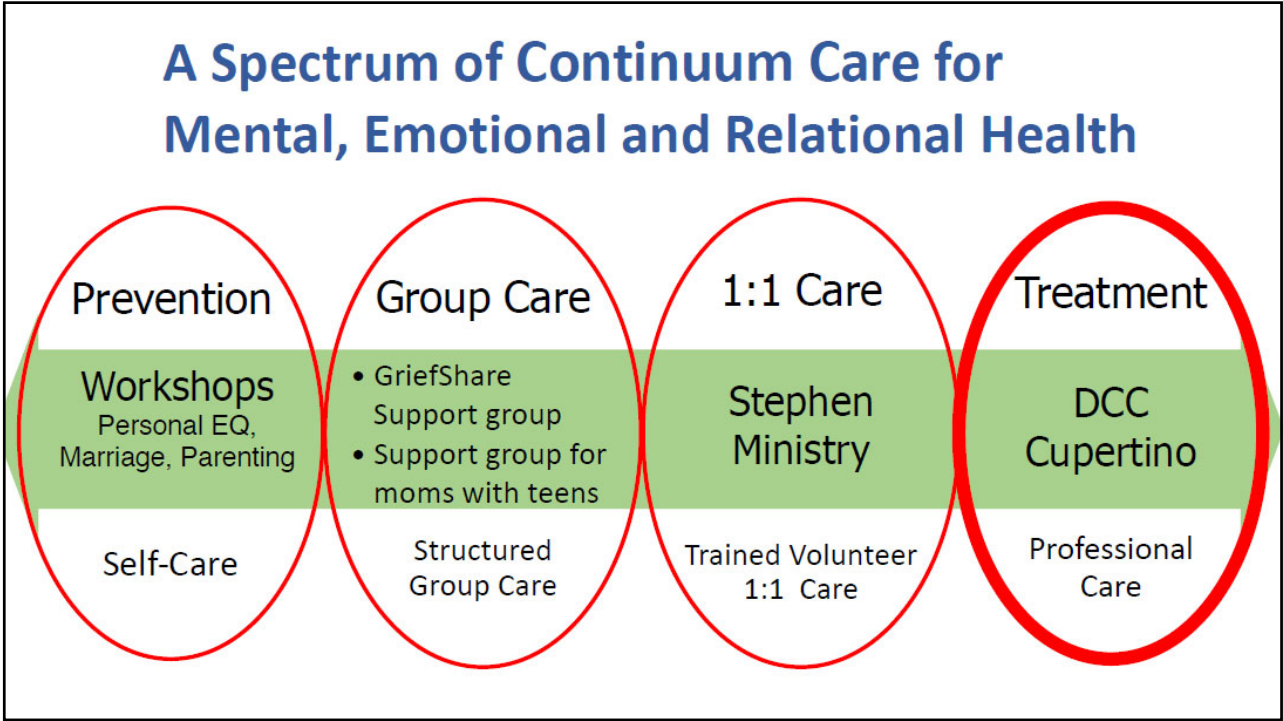 A Spectrum of Continuum Care for
Mental, Emotional and Relational Health
Prevention
Workshops
Personal EQ,
Marriage, Parenting
Self-Care
Group Care
• GriefShare
Support group
• Support group for
moms with teens
Structured
Group Care
1:1 Care
Stephen
Ministry
Trained Volunteer
1:1 Care
Treatment
DCC
Cupertino
Professional
Care